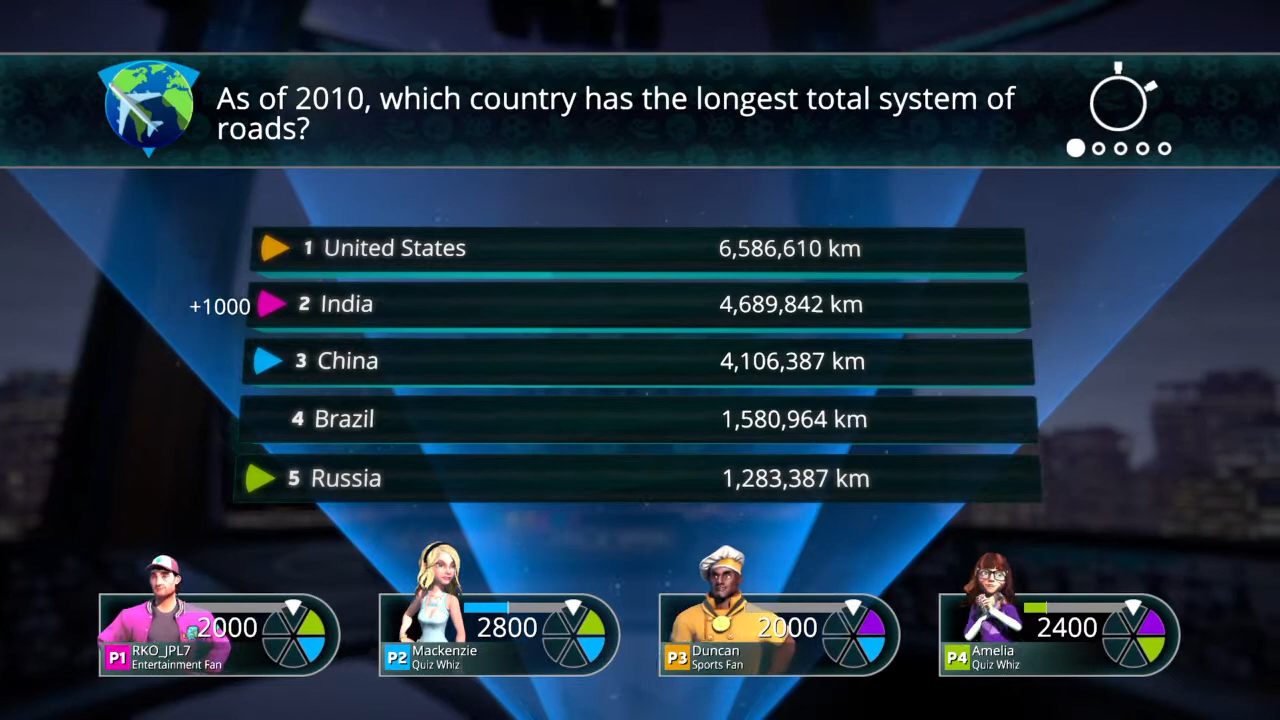 As of 2010, which country has the longest total system of
roads?
1 United States 6,586,610 km
+1000 2 India 4,689,842 km
3 China 4,106,387 km
4 Brazil 1,580,964 km
5 Russia 1,283,387 km
2000
P1 RKO_JPL7
Entertainment Fan
2800
P2 Mackenzie
Quiz Whiz
2000
P3 Duncan
Sports Fan
2400
P4 Amelia
Quiz Whiz